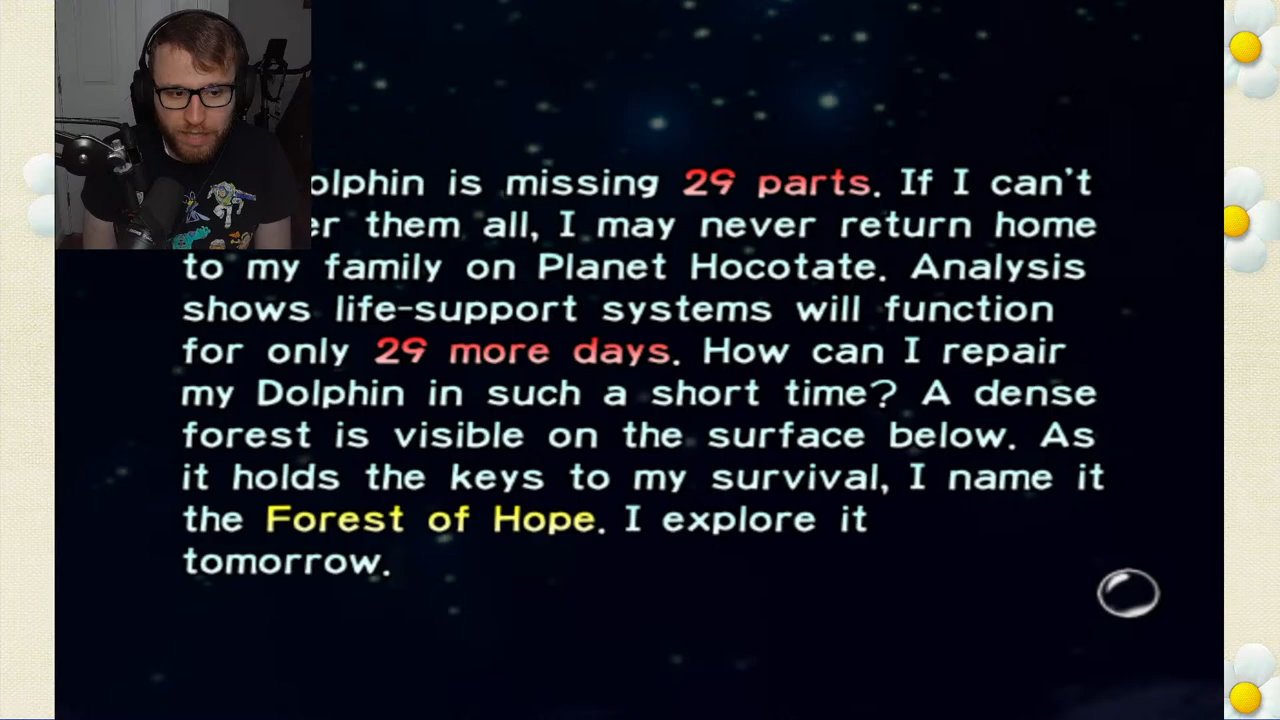 olphin is missing 29 parts. If I can't
er them all, I may never return home
to my family on Planet Hocotate. Analysis
shows life-support systems will function
for only 29 more days. How can I repair
my Dolphin in such a short time? A dense
forest is visible on the surface below. As
it holds the keys to my survival, I name it
the Forest of Hope. I explore it
tomorrow.